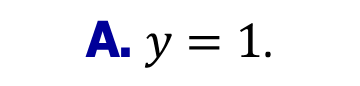 A. y = 1.